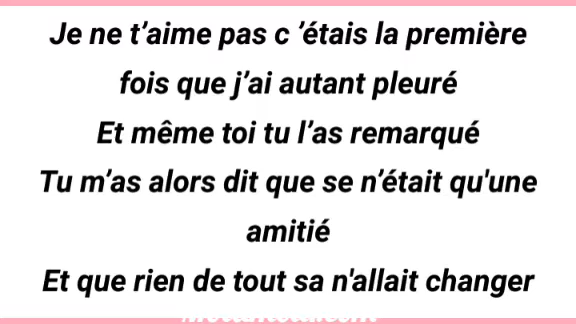 Je ne t’aime pas c ’étais la première
fois que j’ai autant pleuré
Et même toi tu l’as remarqué
Tu m’as alors dit que se n’était qu'une
amitié
Et que rien de tout sa n'allait changer